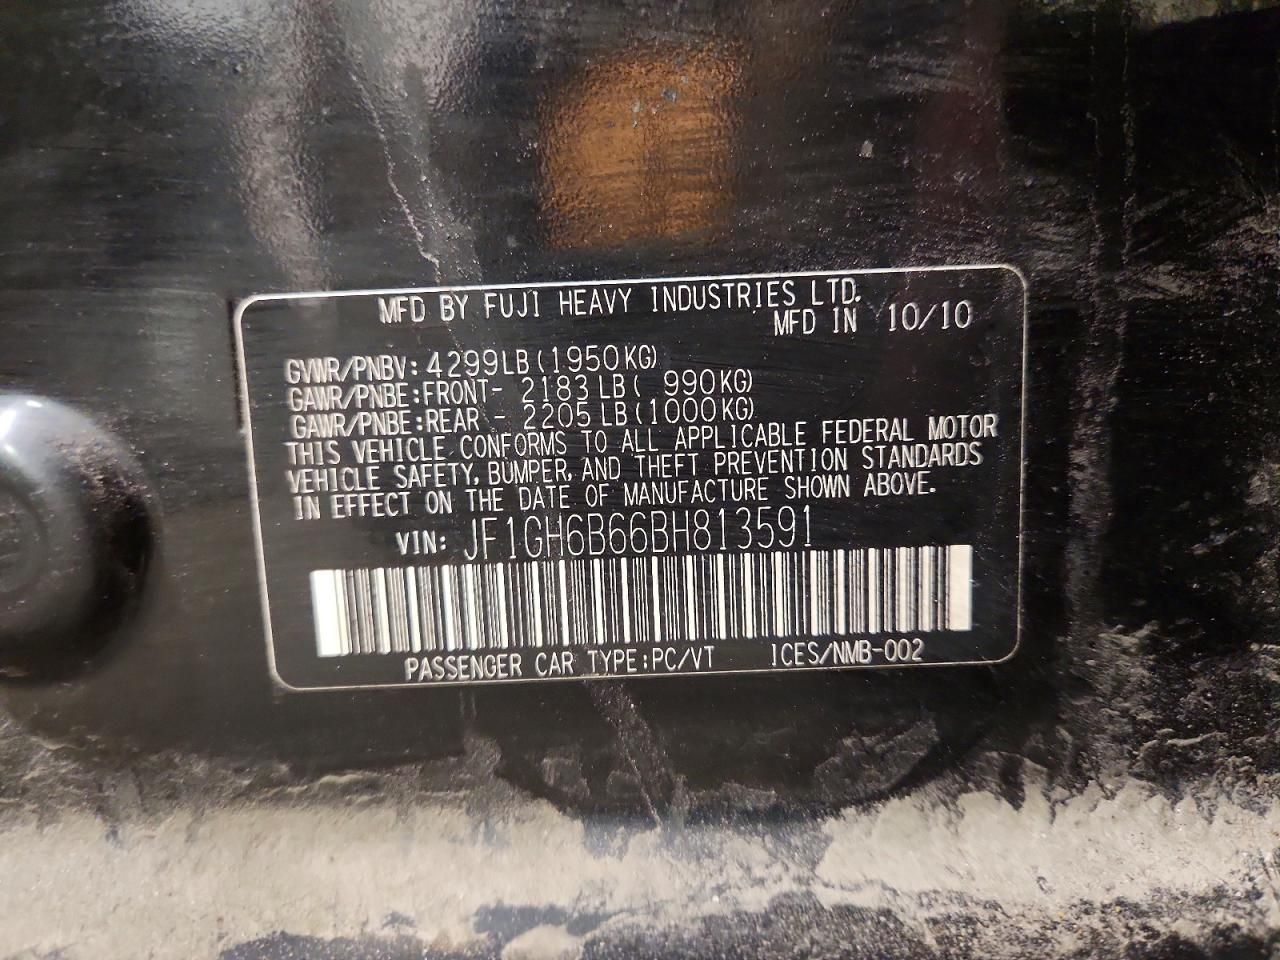 MFD BY FUJI HEAVY INDUSTRIES LTD.
MFD IN 10/10
GVWR/PNBV: 4299LB (1950KG)
GAWR/PNBE: FRONT- 2183 LB ( 990KG)
GAWR/PNBE: REAR - 2205 LB (1000KG)
THIS VEHICLE CONFORMS TO ALL APPLICABLE FEDERAL MOTOR
VEHICLE SAFETY, BUMPER, AND THEFT PREVENTION STANDARDS
IN EFFECT ON THE DATE OF MANUFACTURE SHOWN ABOVE.
VIN: JF1GH6B66BH813591
PASSENGER CAR TYPE: PC/VT ICES/NMB-002